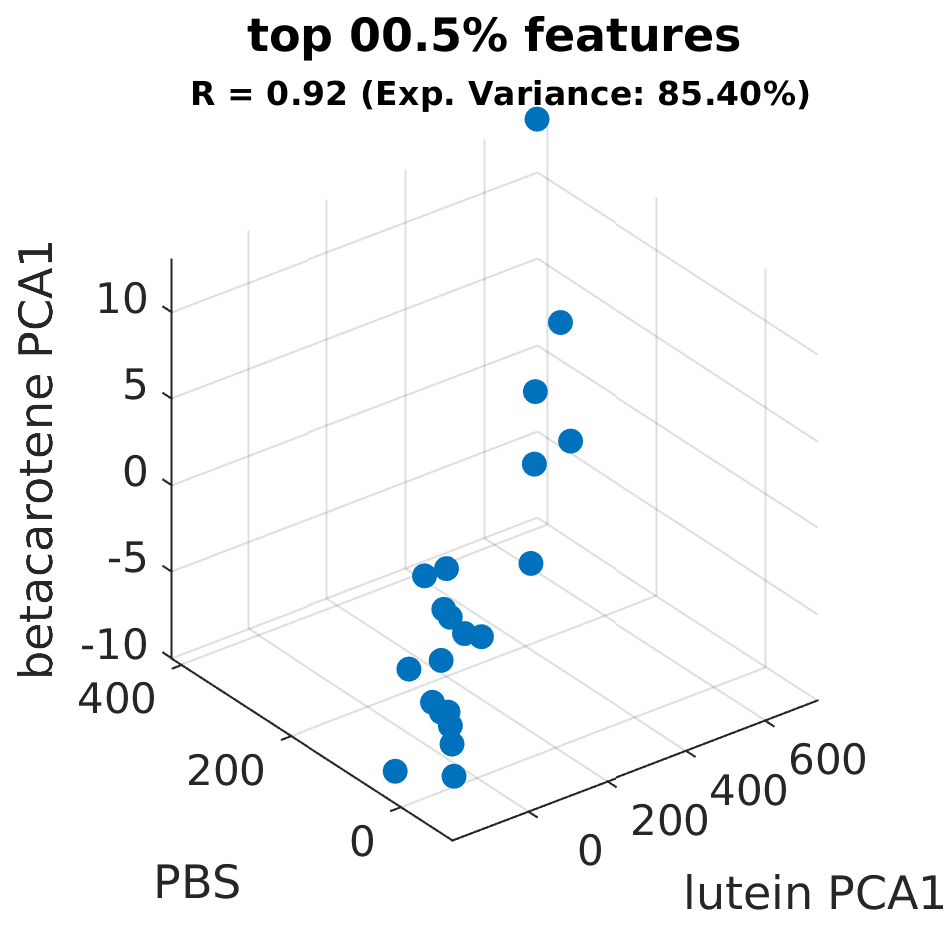 top 00.5% features
R = 0.92 (Exp. Variance: 85.40%)
betacarotene PCA1
10
5
0
-5
-10
400
200
0
PBS
0
200
400
600
lutein PCA1